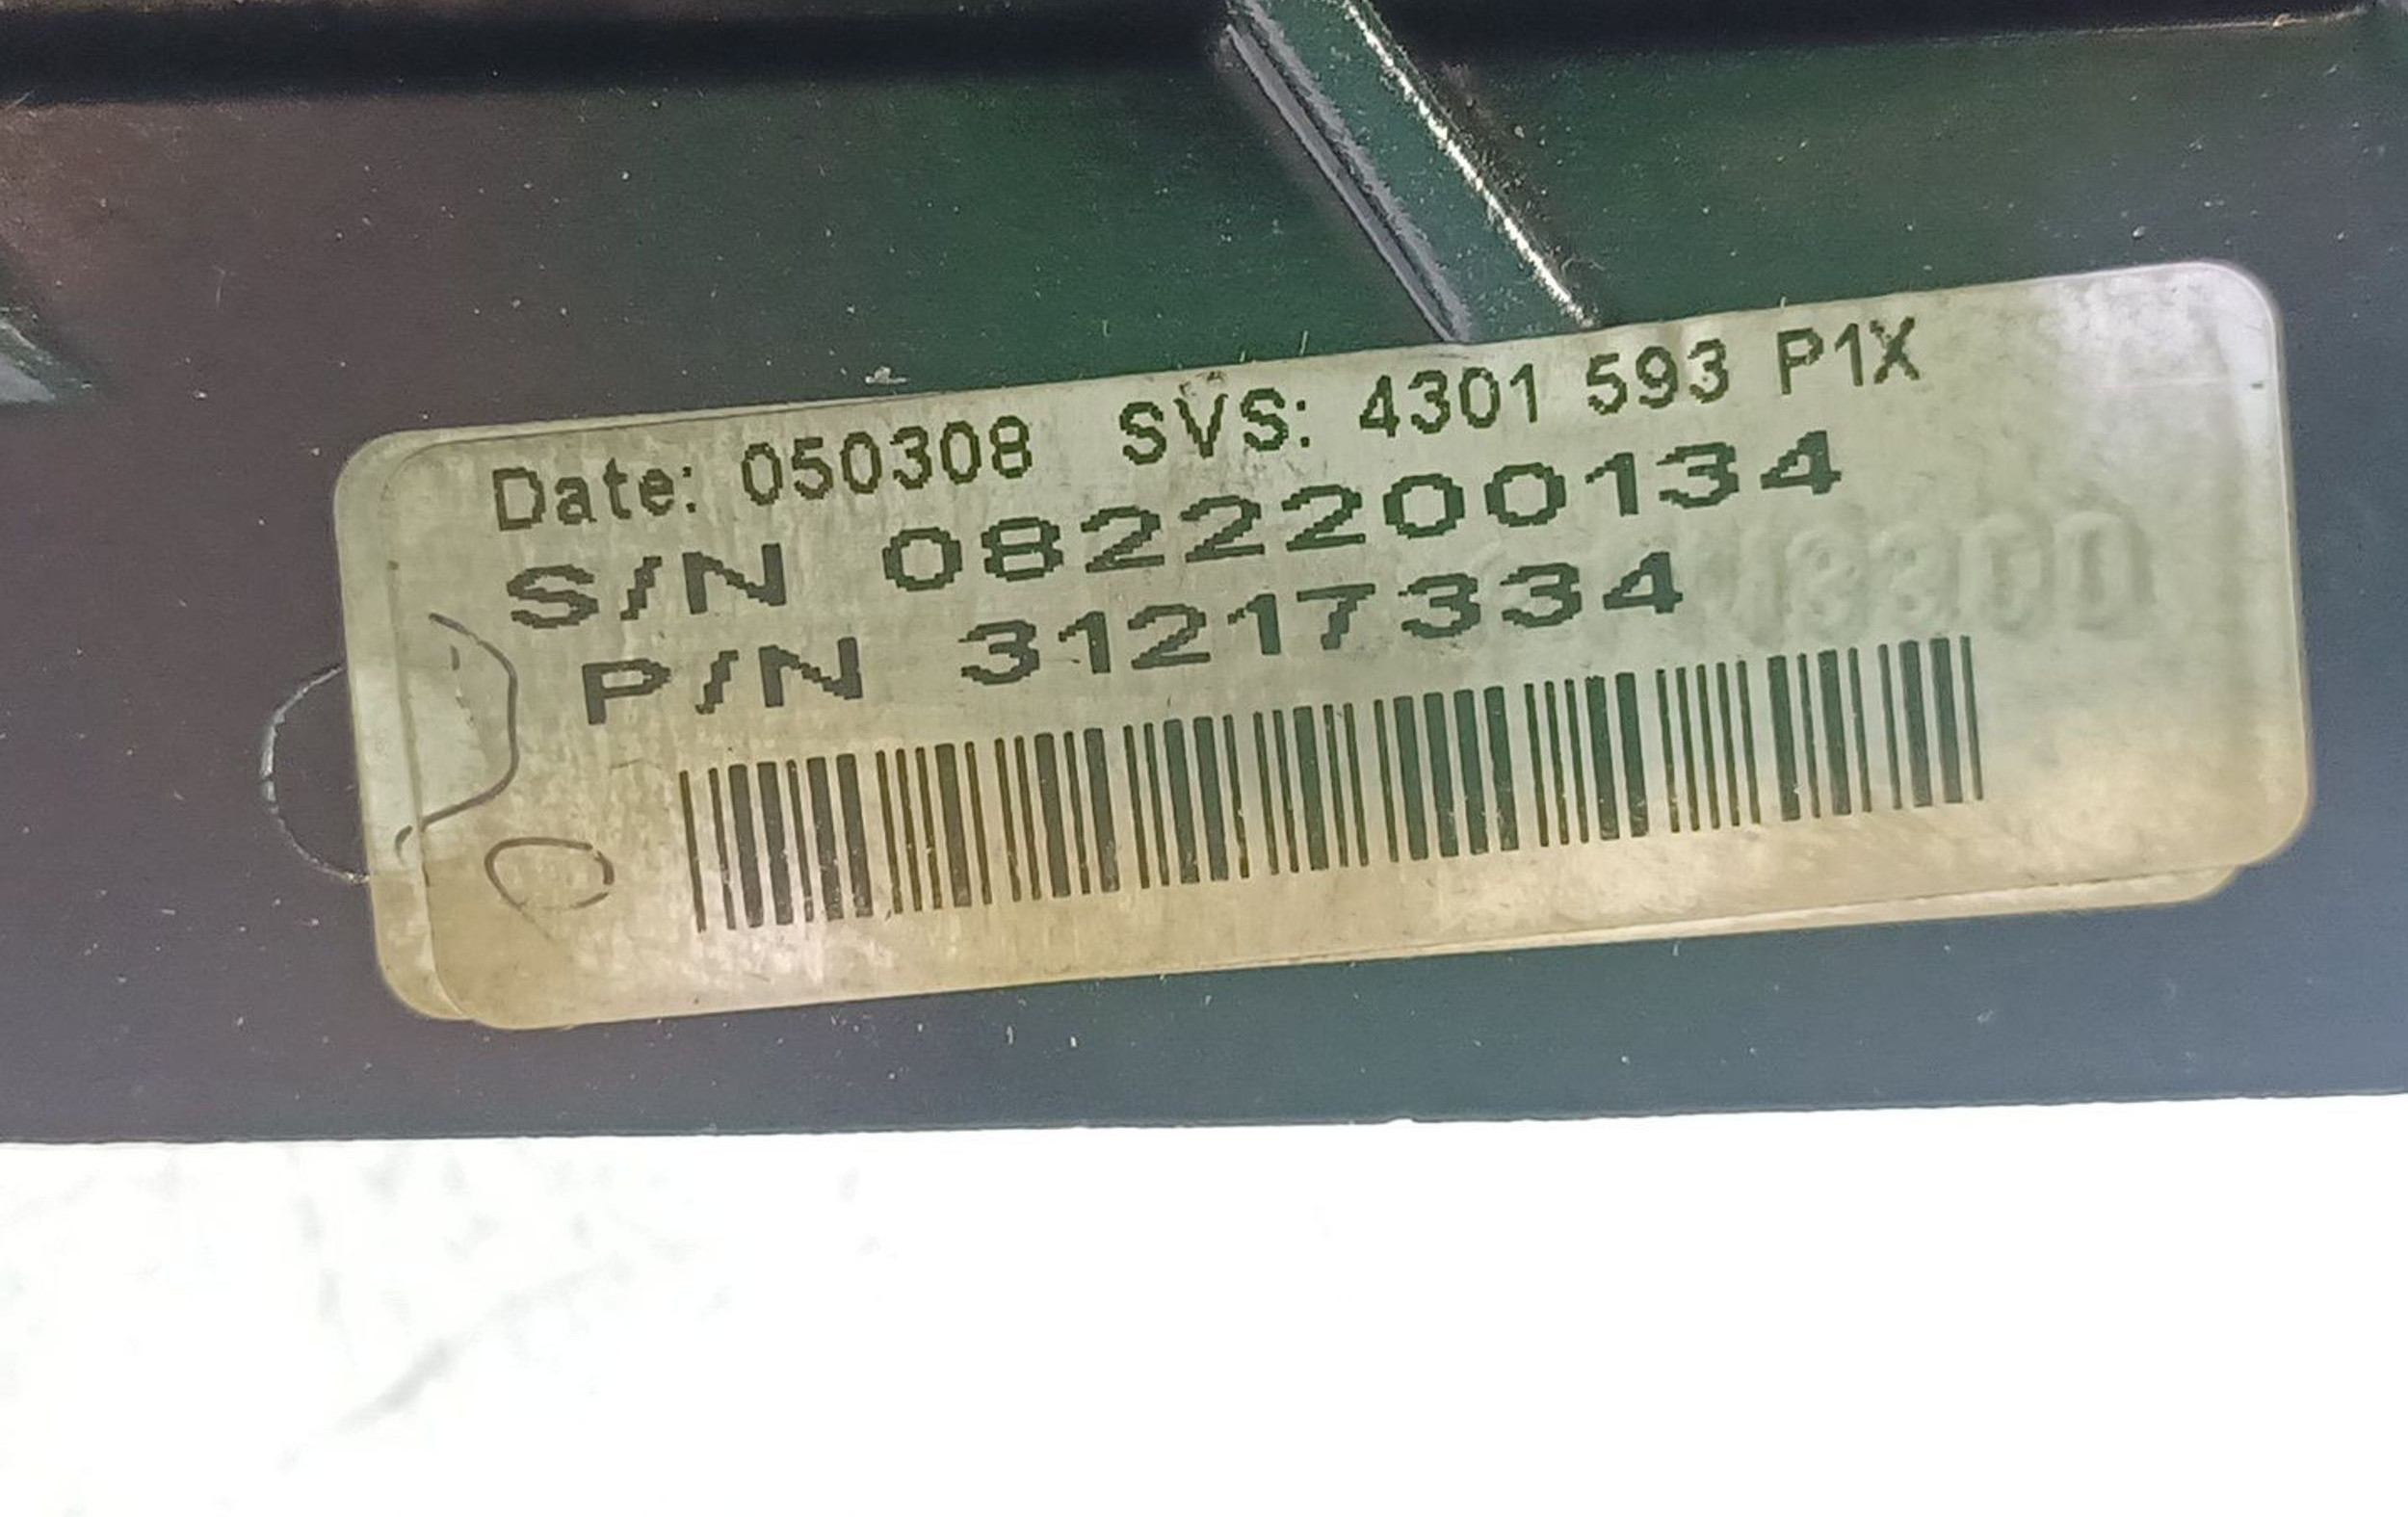 Date: 050308 SVS: 4301 593 P1X
S/N 0822200134
P/N 31217334